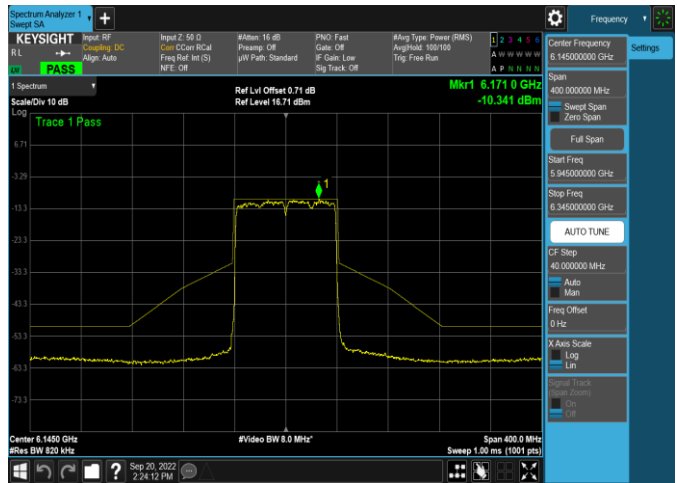 Spectrum Analyzer 1
Swept SA
+
Frequency
KEYSIGHT
RL
LXI
PASS
Input: RF
Coupling: DC
Align: Auto
Input Z: 50 Ω
Corr CCorr RCal
Freq Ref: Int (S)
NFE: Off
#Atten: 16 dB
Preamp: Off
µW Path: Standard
PNO: Fast
Gate: Off
IF Gain: Low
Sig Track: Off
#Avg Type: Power (RMS)
Avg|Hold: 100/100
Trig: Free Run
1 2 3 4 5 6
A W W W W W
A P N N N N
1 Spectrum
Scale/Div 10 dB
Log
Ref Lvl Offset 0.71 dB
Ref Level 16.71 dBm
Mkr1 6.171 0 GHz
-10.341 dBm
Trace 1 Pass
6.71
-3.29
-13.3
-23.3
-33.3
-43.3
-53.3
-63.3
-73.3
1
Center 6.1450 GHz
#Res BW 820 kHz
#Video BW 8.0 MHz*
Span 400.0 MHz
Sweep 1.00 ms (1001 pts)
Sep 20, 2022
2:24:12 PM
?
Center Frequency
6.145000000 GHz
Settings
Span
400.000000 MHz
Swept Span
Zero Span
Full Span
Start Freq
5.945000000 GHz
Stop Freq
6.345000000 GHz
AUTO TUNE
CF Step
40.000000 MHz
Auto
Man
Freq Offset
0 Hz
X Axis Scale
Log
Lin
Signal Track
(Span Zoom)
On
Off